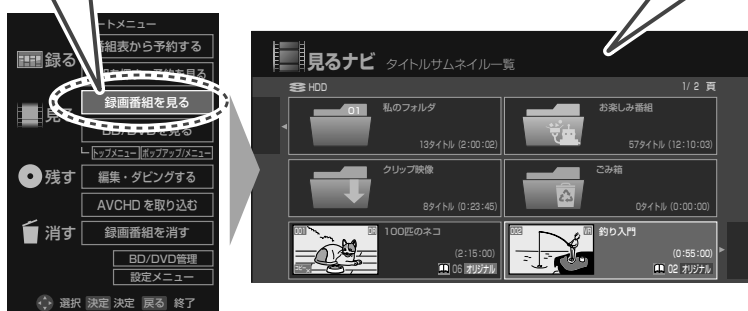 ートメニュー
録る
番組表から予約する
録画番組を見る
BD/DVDを見る
トップメニュー ポップアップ/メニュー
残す
編集・ダビングする
AVCHD を取り込む
消す
録画番組を消す
BD/DVD管理
設定メニュー
選択 決定 決定 戻る 終了
見るナビ タイトルサムネイル一覧
HDD
1/ 2 頁
01
私のフォルダ
13タイトル (2:00:02)
お楽しみ番組
57タイトル (12:10:03)
クリップ映像
8タイトル (0:23:45)
ごみ箱
0タイトル (0:00:00)
001
DR
100匹のネコ
(2:15:00)
06 オリジナル
002
VR
釣り入門
(0:55:00)
02 オリジナル